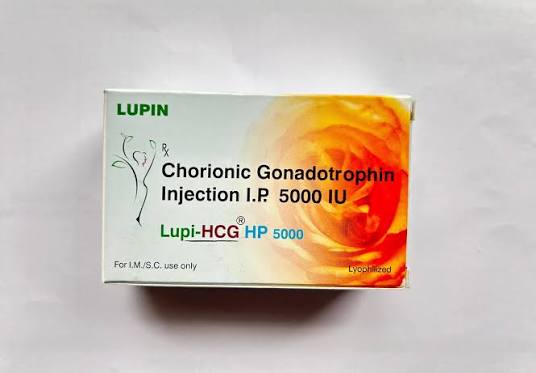 LUPIN
Rx
Chorionic Gonadotrophin
Injection I.P. 5000 IU
Lupi-HCG® HP 5000
For I.M./S.C. use only
Lyophilized